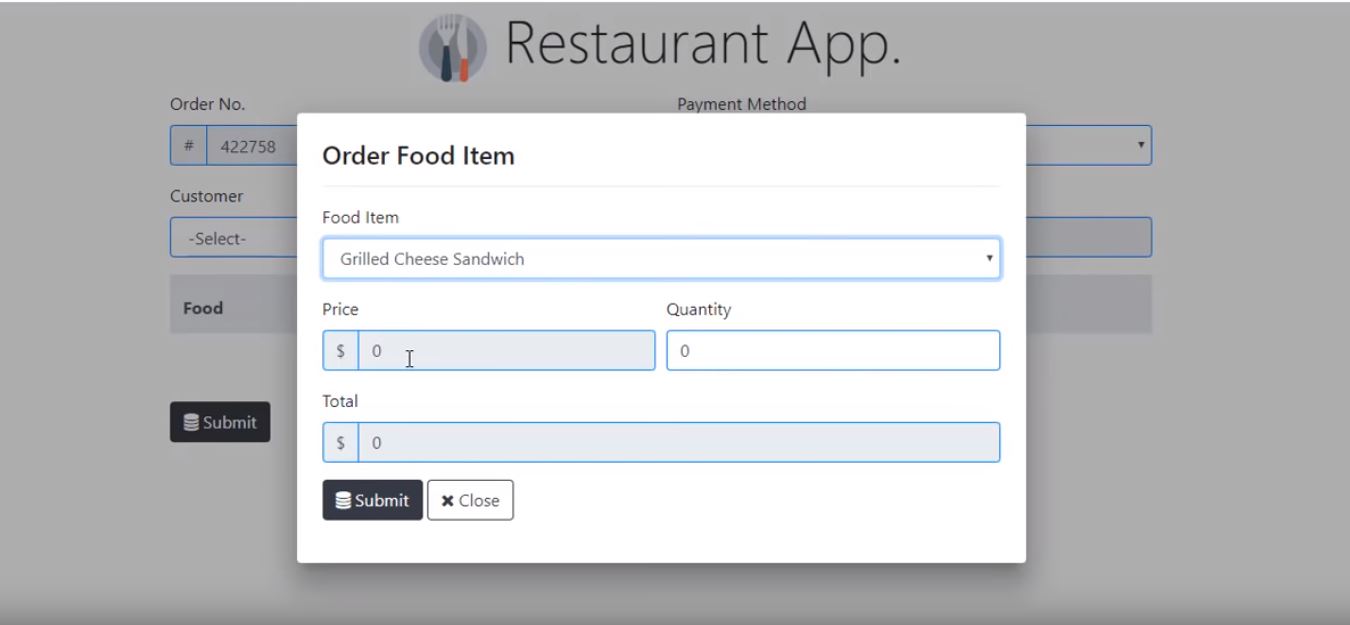 Restaurant App.
Order No.
Payment Method
# 422758
Customer
-Select-
Food
Submit
Order Food Item
Food Item
Grilled Cheese Sandwich
Price
Quantity
$ 0
0
Total
$ 0
Submit
Close